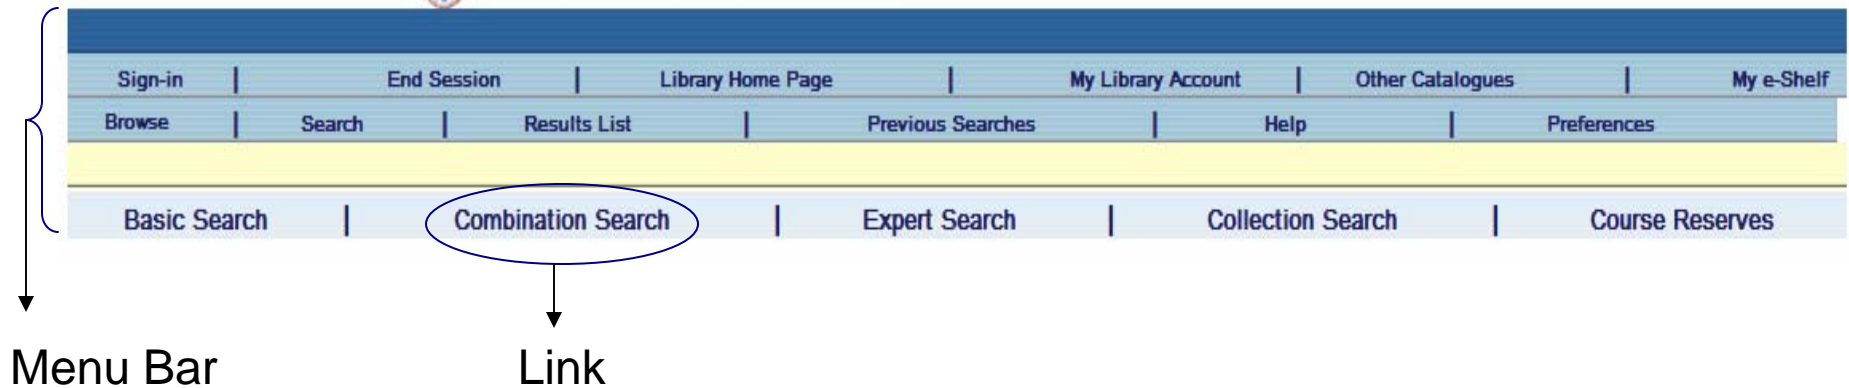 Sign-in | End Session | Library Home Page | My Library Account | Other Catalogues | My e-Shelf
Browse | Search | Results List | Previous Searches | Help | Preferences
Basic Search | Combination Search | Expert Search | Collection Search | Course Reserves
Menu Bar Link